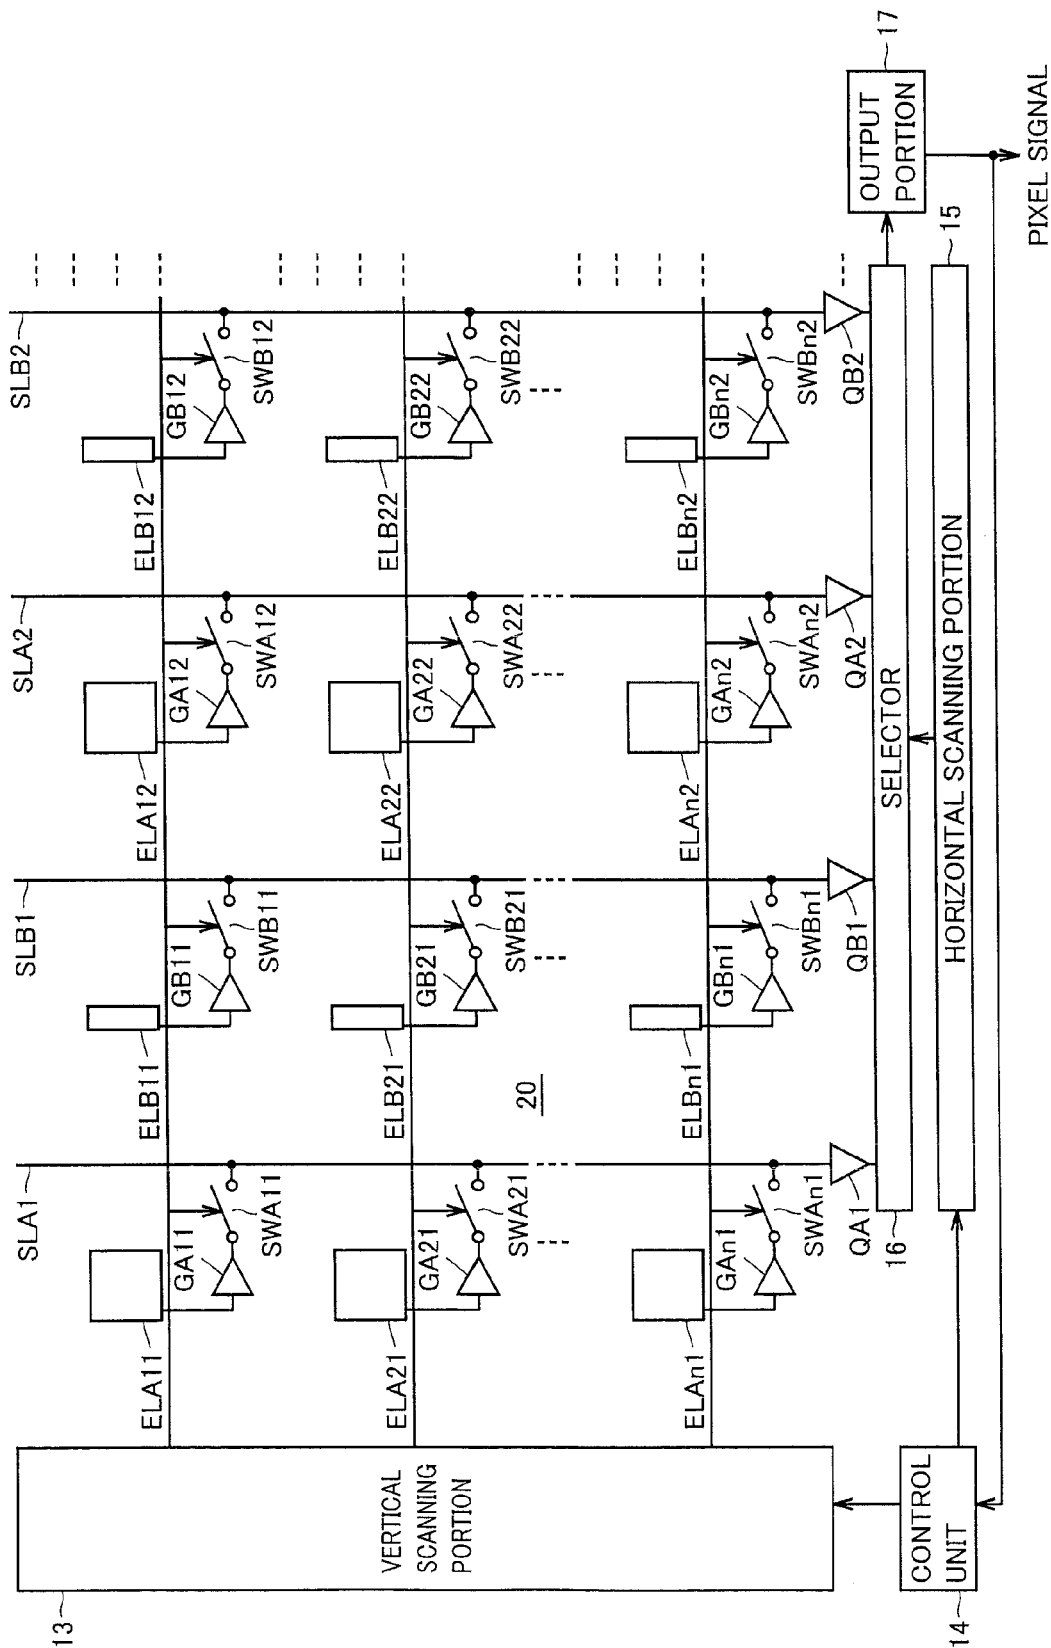 SLA1
SLB1
SLA2
SLB2
ELA11
GA11
SWA11
ELB11
GB11
SWB11
ELA12
GA12
SWA12
ELB12
GB12
SWB12
ELA21
GA21
SWA21
ELB21
GB21
SWB21
ELA22
GA22
SWA22
ELB22
GB22
SWB22
20
ELAn1
GAn1
SWAn1
ELBn1
GBn1
SWBn1
ELAn2
GAn2
SWAn2
ELBn2
GBn2
SWBn2
QA1
QB1
QA2
QB2
13
VERTICAL
SCANNING
PORTION
14
CONTROL
UNIT
16
SELECTOR
HORIZONTAL SCANNING PORTION
15
OUTPUT
PORTION
17
PIXEL SIGNAL